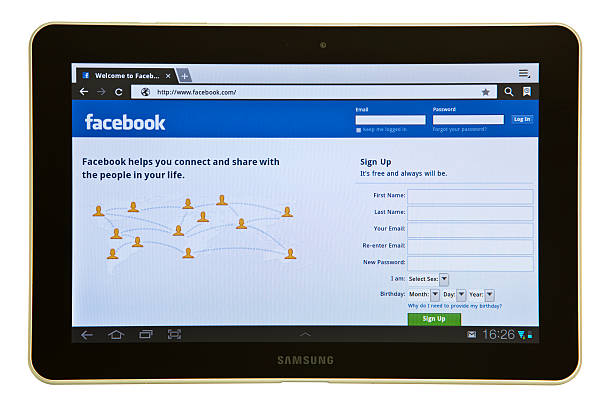 Welcome to Faceb...
http://www.facebook.com/
facebook
Email
Password
Keep me logged in
Forgot your password?
Log In
Facebook helps you connect and share with
the people in your life.
Sign Up
It's free and always will be.
First Name:
Last Name:
Your Email:
Re-enter Email:
New Password:
I am: Select Sex:
Birthday: Month: Day: Year:
Why do I need to provide my birthday?
Sign Up
16:26
SAMSUNG